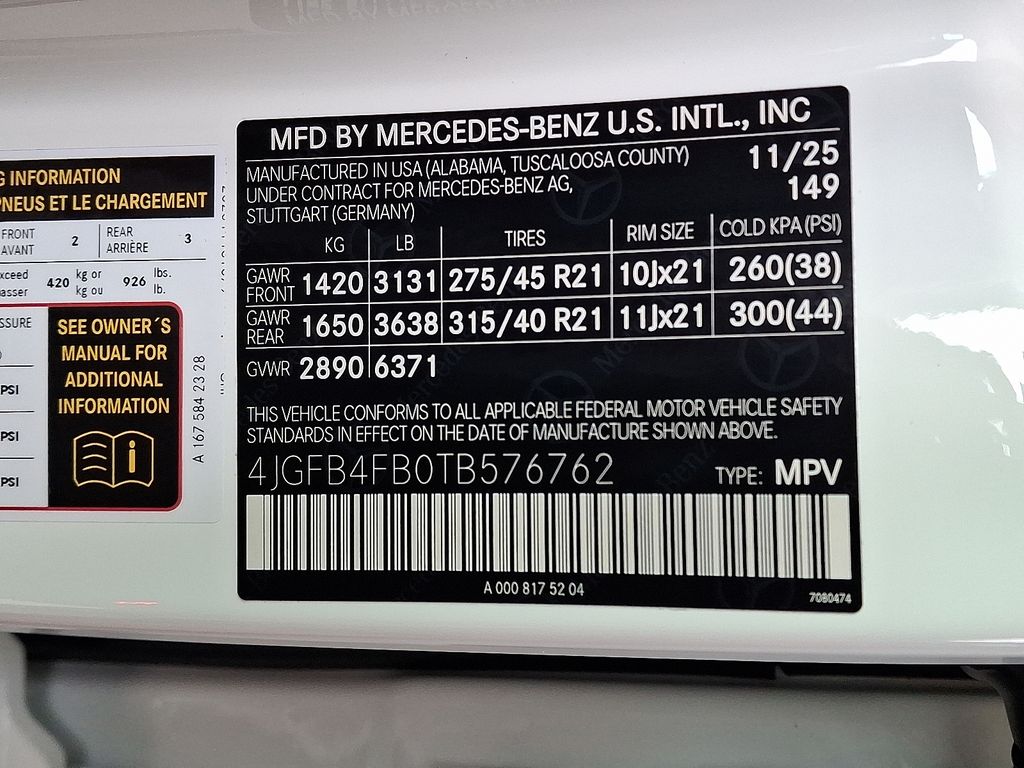 G INFORMATION
PNEUS ET LE CHARGEMENT
FRONT 2 REAR 3
AVANT ARRIÈRE
xceed 420 kg or 926 lbs.
asser kg ou lb.
SSURE
PSI
PSI
PSI
SEE OWNER´S
MANUAL FOR
ADDITIONAL
INFORMATION
A 167 584 23 28
MFD BY MERCEDES-BENZ U.S. INTL., INC
MANUFACTURED IN USA (ALABAMA, TUSCALOOSA COUNTY) 11/25
UNDER CONTRACT FOR MERCEDES-BENZ AG, 149
STUTTGART (GERMANY)
KG LB TIRES RIM SIZE COLD KPA (PSI)
GAWR FRONT 1420 3131 275/45 R21 10Jx21 260(38)
GAWR REAR 1650 3638 315/40 R21 11Jx21 300(44)
GVWR 2890 6371
THIS VEHICLE CONFORMS TO ALL APPLICABLE FEDERAL MOTOR VEHICLE SAFETY
STANDARDS IN EFFECT ON THE DATE OF MANUFACTURE SHOWN ABOVE.
4JGFB4FB0TB576762 TYPE: MPV
A 000 817 52 04
7080474